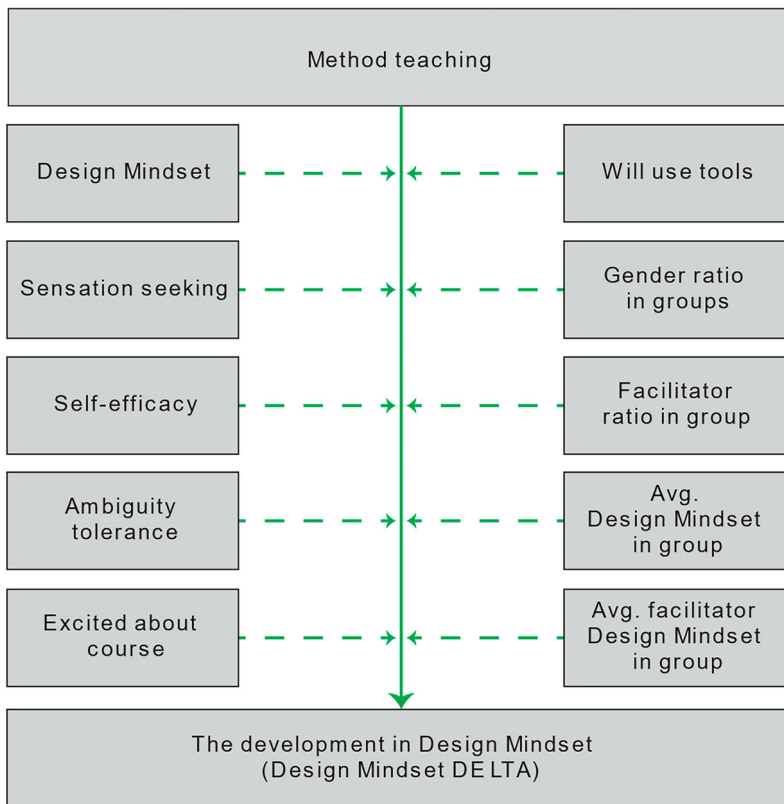 Method teaching
Design Mindset
Will use tools
Sensation seeking
Gender ratio
in groups
Self-efficacy
Facilitator
ratio in group
Ambiguity
tolerance
Avg.
Design Mindset
in group
Excited about
course
Avg. facilitator
Design Mindset
in group
The development in Design Mindset
(Design Mindset DELTA)